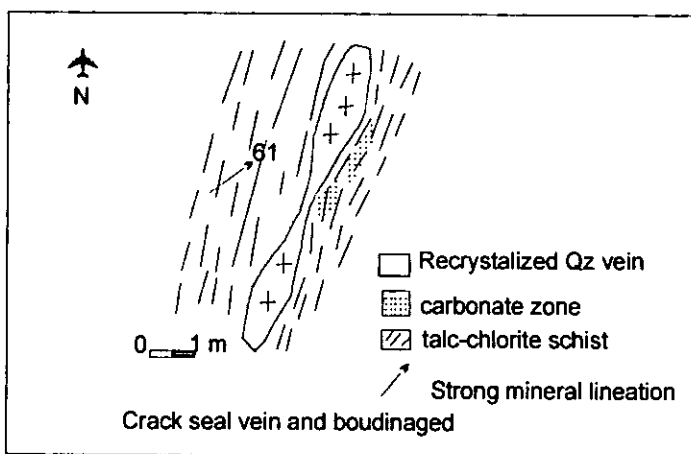 N
61
Recrystalized Qz vein
carbonate zone
0 1 m
talc-chlorite schist
Strong mineral lineation
Crack seal vein and boudinaged